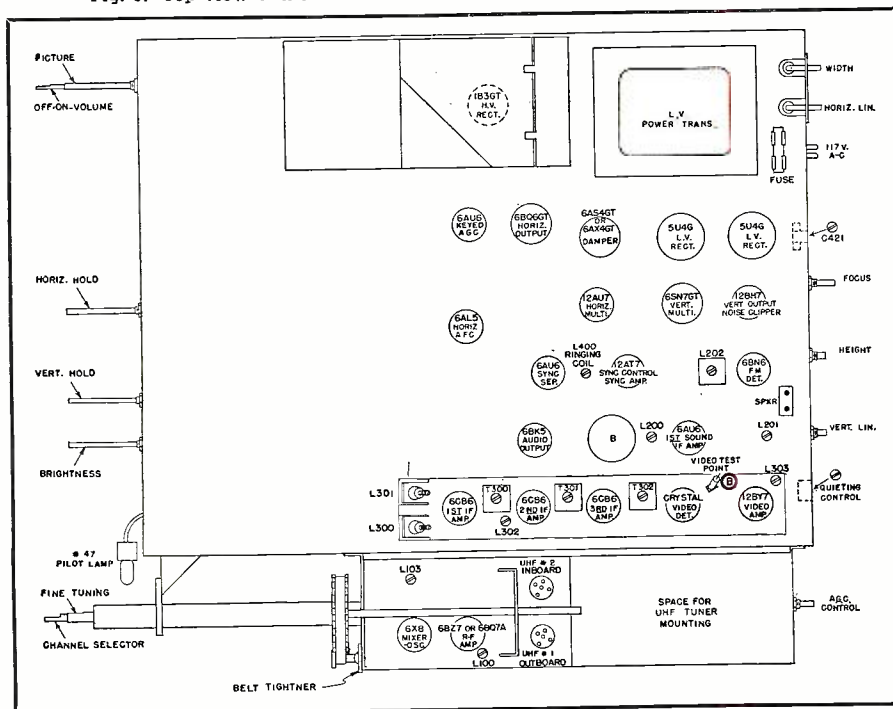 PICTURE
OFF-ON-VOLUME
1B3GT
H.V.
RECT.
L.V
POWER TRANS.
WIDTH
HORIZ. LIN.
117 V.
A-C
FUSE
6AU6
KEYED
AGC
6BQ6GT
HORIZ.
OUTPUT
6AS4GT
OR
6AX4GT
DAMPER
5U4G
L.V.
RECT.
5U4G
L.V.
RECT.
C421
HORIZ. HOLD
6AL5
HORIZ
AFC
12AU7
HORIZ.
MULTI.
6SN7GT
VERT.
MULTI.
12BH7
VERT OUTPUT
NOISE CLIPPER
FOCUS
L400
RINGING
COIL
6AU6
SYNC
SEP.
12AT7
SYNC CONTROL
SYNC AMP.
L202
6BN6
FM
DET.
HEIGHT
VERT. HOLD
SPKR
BRIGHTNESS
6BK5
AUDIO
OUTPUT
B
L200
6AU6
1ST SOUND
IF AMP.
L201
VERT. LIN.
VIDEO TEST
POINT
B
L303
QUIETING
CONTROL
L301
L300
6CB6
1ST IF
AMP.
T300
L302
6CB6
2ND IF
AMP.
T301
6CB6
3RD IF
AMP.
T302
CRYSTAL
VIDEO
DET.
12BY7
VIDEO
AMP.
# 47
PILOT LAMP
FINE TUNING
CHANNEL SELECTOR
L103
UHF # 2
INBOARD
6X8
MIXER
-OSC.
6BZ7 OR 6BQ7A
R-F
AMP.
L100
UHF # 1
OUTBOARD
SPACE FOR
UHF TUNER
MOUNTING
AGC
CONTROL
BELT TIGHTNER